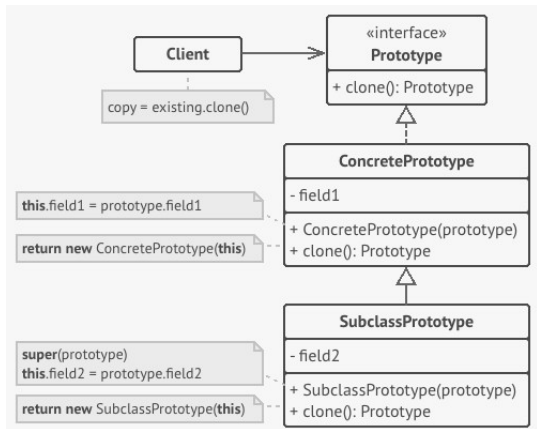 Client
copy = existing.clone()
«interface»
Prototype
+ clone(): Prototype
ConcretePrototype
- field1
+ ConcretePrototype(prototype)
+ clone(): Prototype
this.field1 = prototype.field1
return new ConcretePrototype(this)
SubclassPrototype
- field2
+ SubclassPrototype(prototype)
+ clone(): Prototype
super(prototype)
this.field2 = prototype.field2
return new SubclassPrototype(this)